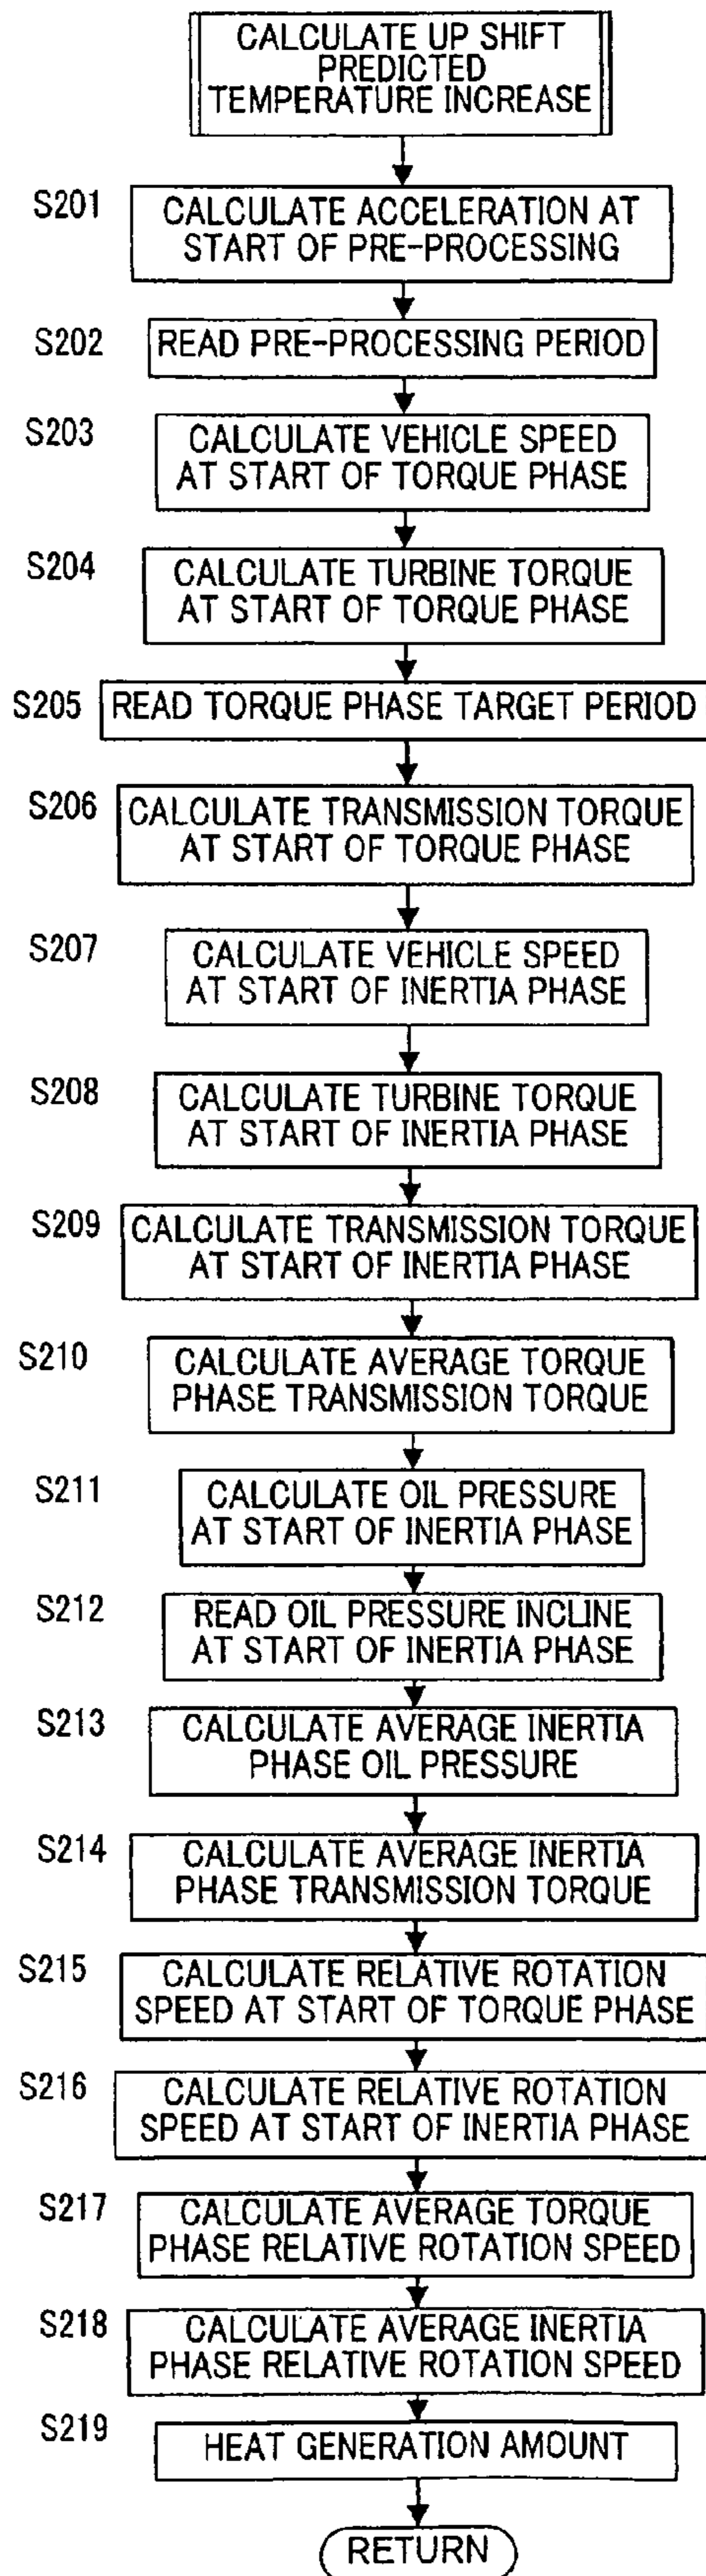 CALCULATE UP SHIFT
PREDICTED
TEMPERATURE INCREASE
S201
CALCULATE ACCELERATION AT
START OF PRE-PROCESSING
S202
READ PRE-PROCESSING PERIOD
S203
CALCULATE VEHICLE SPEED
AT START OF TORQUE PHASE
S204
CALCULATE TURBINE TORQUE
AT START OF TORQUE PHASE
S205
READ TORQUE PHASE TARGET PERIOD
S206
CALCULATE TRANSMISSION TORQUE
AT START OF TORQUE PHASE
S207
CALCULATE VEHICLE SPEED
AT START OF INERTIA PHASE
S208
CALCULATE TURBINE TORQUE
AT START OF INERTIA PHASE
S209
CALCULATE TRANSMISSION TORQUE
AT START OF INERTIA PHASE
S210
CALCULATE AVERAGE TORQUE
PHASE TRANSMISSION TORQUE
S211
CALCULATE OIL PRESSURE
AT START OF INERTIA PHASE
S212
READ OIL PRESSURE INCLINE
AT START OF INERTIA PHASE
S213
CALCULATE AVERAGE INERTIA
PHASE OIL PRESSURE
S214
CALCULATE AVERAGE INERTIA
PHASE TRANSMISSION TORQUE
S215
CALCULATE RELATIVE ROTATION
SPEED AT START OF TORQUE PHASE
S216
CALCULATE RELATIVE ROTATION
SPEED AT START OF INERTIA PHASE
S217
CALCULATE AVERAGE TORQUE
PHASE RELATIVE ROTATION SPEED
S218
CALCULATE AVERAGE INERTIA
PHASE RELATIVE ROTATION SPEED
S219
HEAT GENERATION AMOUNT
RETURN